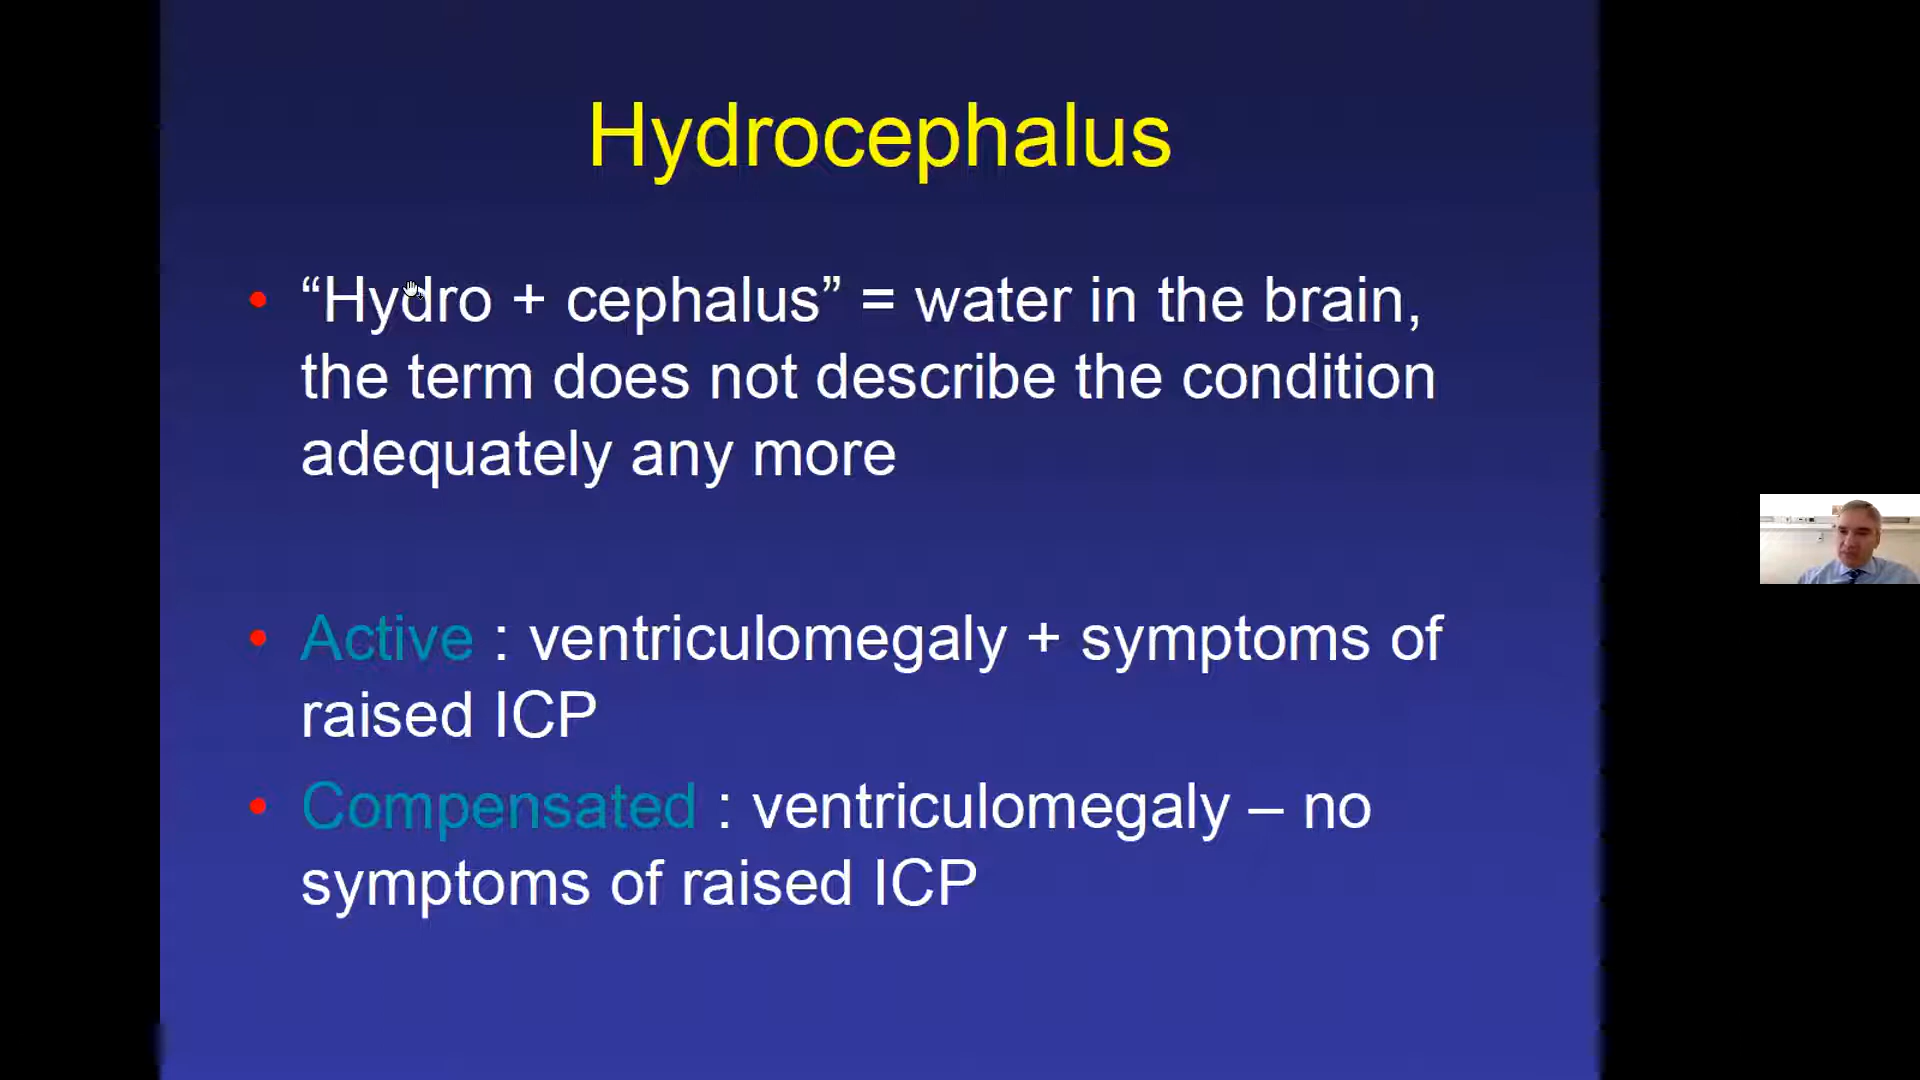 Hydrocephalus
• “Hydro + cephalus” = water in the brain,
the term does not describe the condition
adequately any more
• Active : ventriculomegaly + symptoms of
raised ICP
• Compensated : ventriculomegaly – no
symptoms of raised ICP